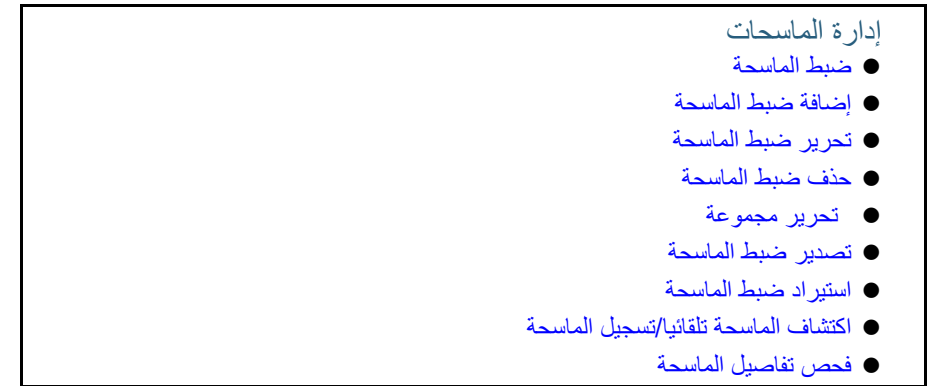 إدارة الماسحات
● ضبط الماسحة
● إضافة ضبط الماسحة
● تحرير ضبط الماسحة
● حذف ضبط الماسحة
● تحرير مجموعة
● تصدير ضبط الماسحة
● استيراد ضبط الماسحة
● اكتشاف الماسحة تلقائيا/تسجيل الماسحة
● فحص تفاصيل الماسحة